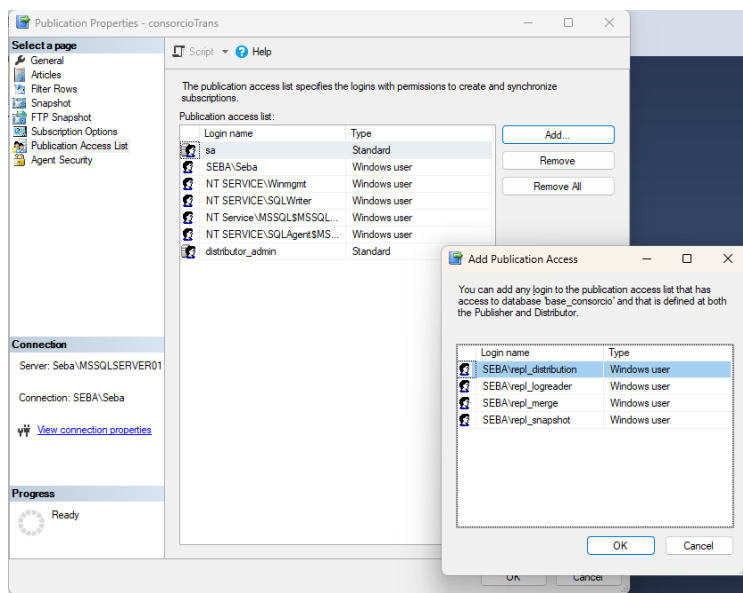 Publication Properties - consorcioTrans
Select a page
General
Articles
Filter Rows
Snapshot
FTP Snapshot
Subscription Options
Publication Access List
Agent Security
Script
Help
The publication access list specifies the logins with permissions to create and synchronize
subscriptions.
Publication access list:
Login name Type
sa Standard
SEBA\Seba Windows user
NT SERVICE\Winmgmt Windows user
NT SERVICE\SQLWriter Windows user
NT Service\MSSQL$MSSQL... Windows user
NT SERVICE\SQLAgent$MS... Windows user
distributor_admin Standard
Add...
Remove
Remove All
Connection
Server: Seba\MSSQLSERVER01
Connection: SEBA\Seba
View connection properties
Progress
Ready
OK Cancel
Add Publication Access
You can add any login to the publication access list that has
access to database 'base_consorcio' and that is defined at both
the Publisher and Distributor.
Login name Type
SEBA\repl_distribution Windows user
SEBA\repl_logreader Windows user
SEBA\repl_merge Windows user
SEBA\repl_snapshot Windows user
OK Cancel